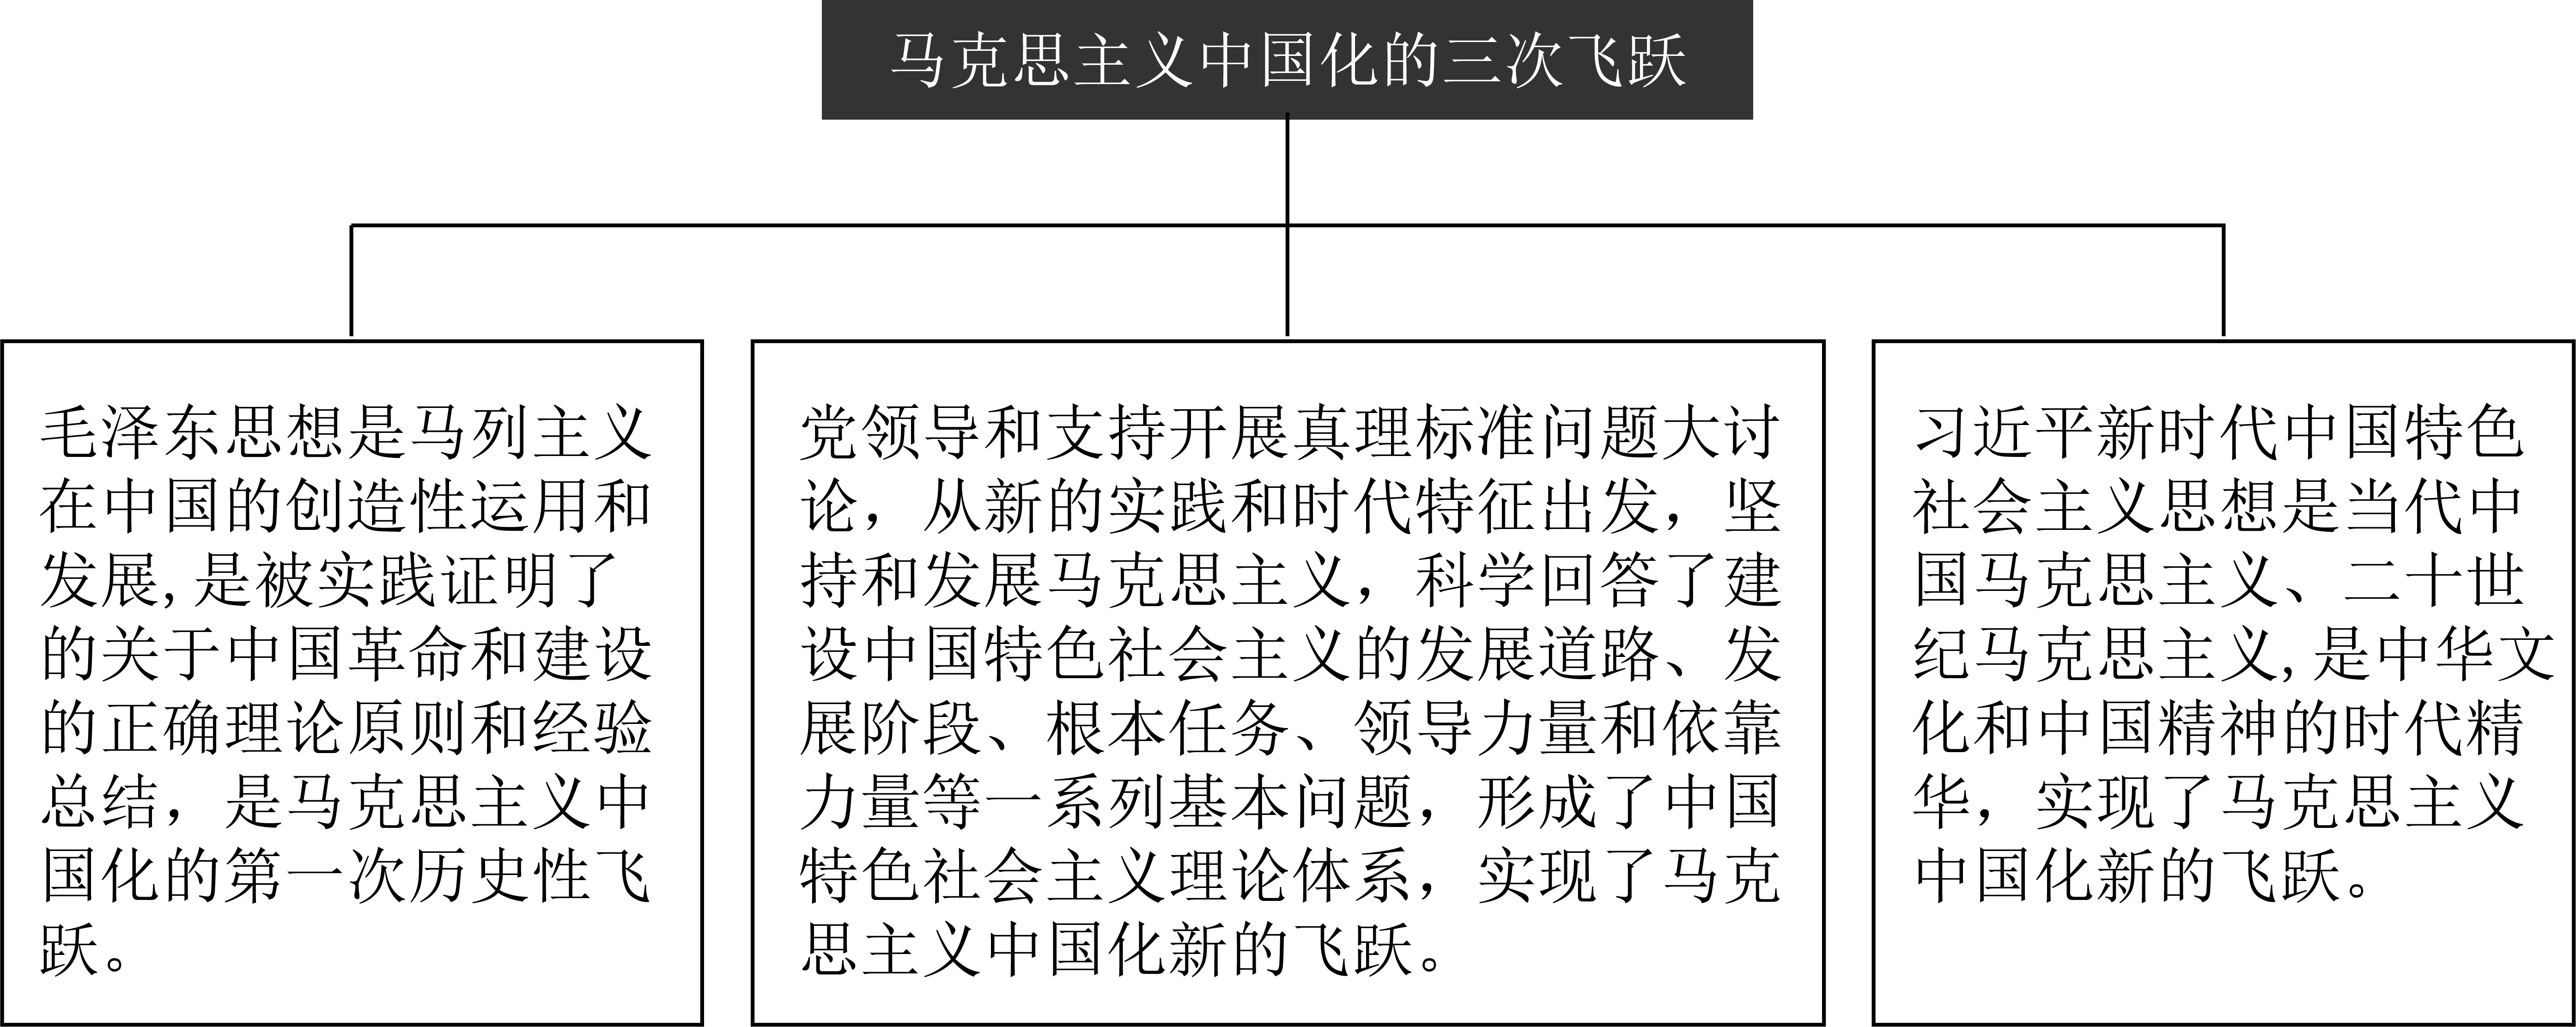 马克思主义中国化的三次飞跃
毛泽东思想是马列主义
在中国的创造性运用和
发展,是被实践证明了
的关于中国革命和建设
的正确理论原则和经验
总结，是马克思主义中
国化的第一次历史性飞
跃。
党领导和支持开展真理标准问题大讨
论，从新的实践和时代特征出发，坚
持和发展马克思主义，科学回答了建
设中国特色社会主义的发展道路、发
展阶段、根本任务、领导力量和依靠
力量等一系列基本问题，形成了中国
特色社会主义理论体系，实现了马克
思主义中国化新的飞跃。
习近平新时代中国特色
社会主义思想是当代中
国马克思主义、二十世
纪马克思主义,是中华文
化和中国精神的时代精
华，实现了马克思主义
中国化新的飞跃。